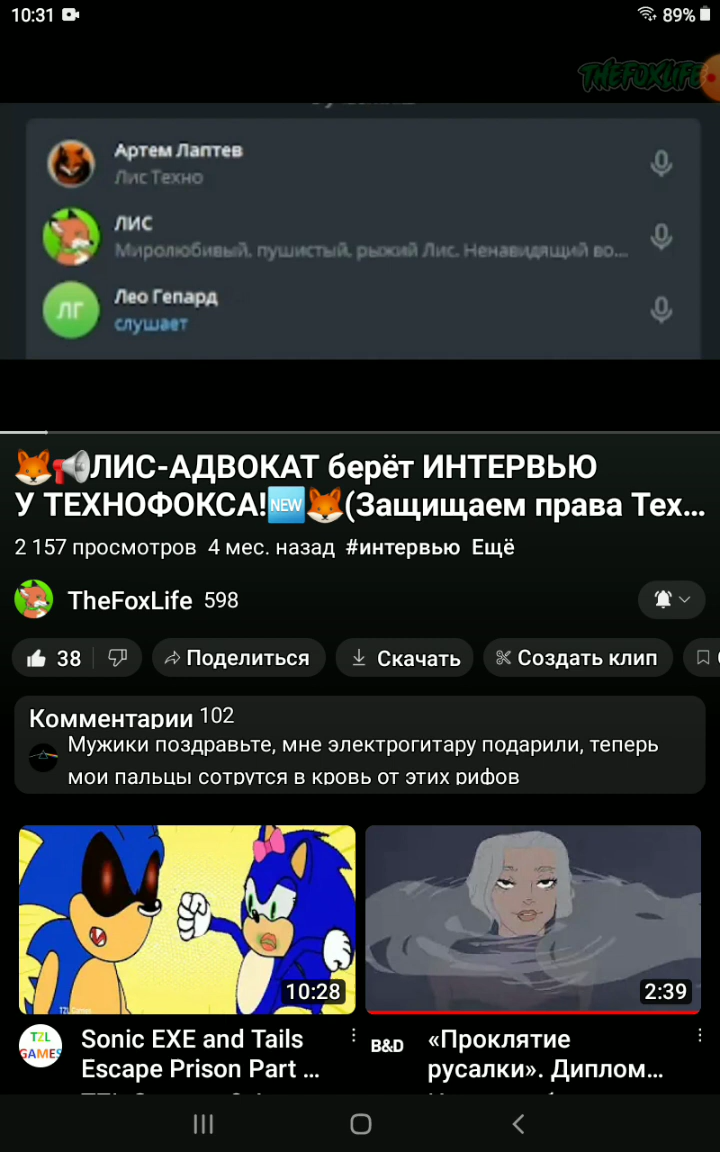 10:31 89%
THEFOXLIFE
Артем Лаптев
Лис Техно
ЛИС
Миролюбивый, пушистый, рыжий Лис. Ненавидящий во...
ЛГ
Лео Гепард
слушает
🦊📢ЛИС-АДВОКАТ берёт ИНТЕРВЬЮ
У ТЕХНОФОКСА!🆕🦊(Защищаем права Тех...
2 157 просмотров 4 мес. назад #интервью Ещё
TheFoxLife 598
38 Поделиться Скачать Создать клип
Комментарии 102
Мужики поздравьте, мне электрогитару подарили, теперь
мои пальцы сотрутся в кровь от этих рифов
10:28
2:39
TZL GAMES
Sonic EXE and Tails
Escape Prison Part ...
B&D
«Проклятие
русалки». Диплом...